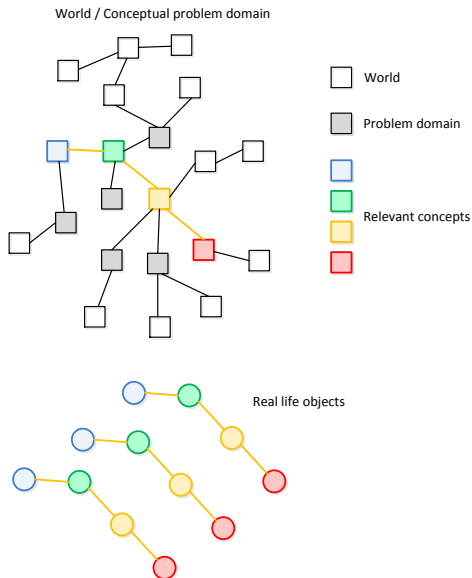 World / Conceptual problem domain
World
Problem domain
Relevant concepts
Real life objects